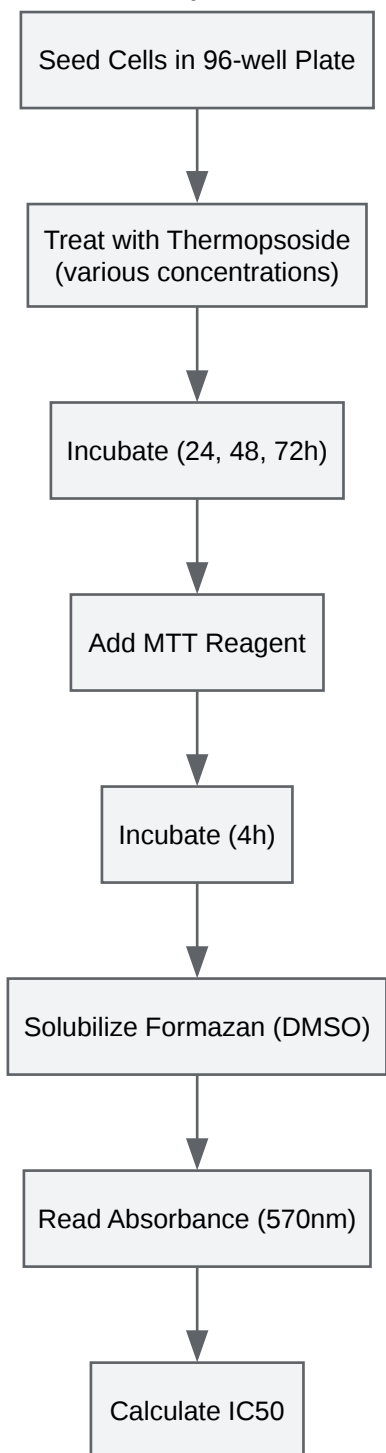 Seed Cells in 96-well Plate
Treat with Thermopsoside
(various concentrations)
Incubate (24, 48, 72h)
Add MTT Reagent
Incubate (4h)
Solubilize Formazan (DMSO)
Read Absorbance (570nm)
Calculate IC50